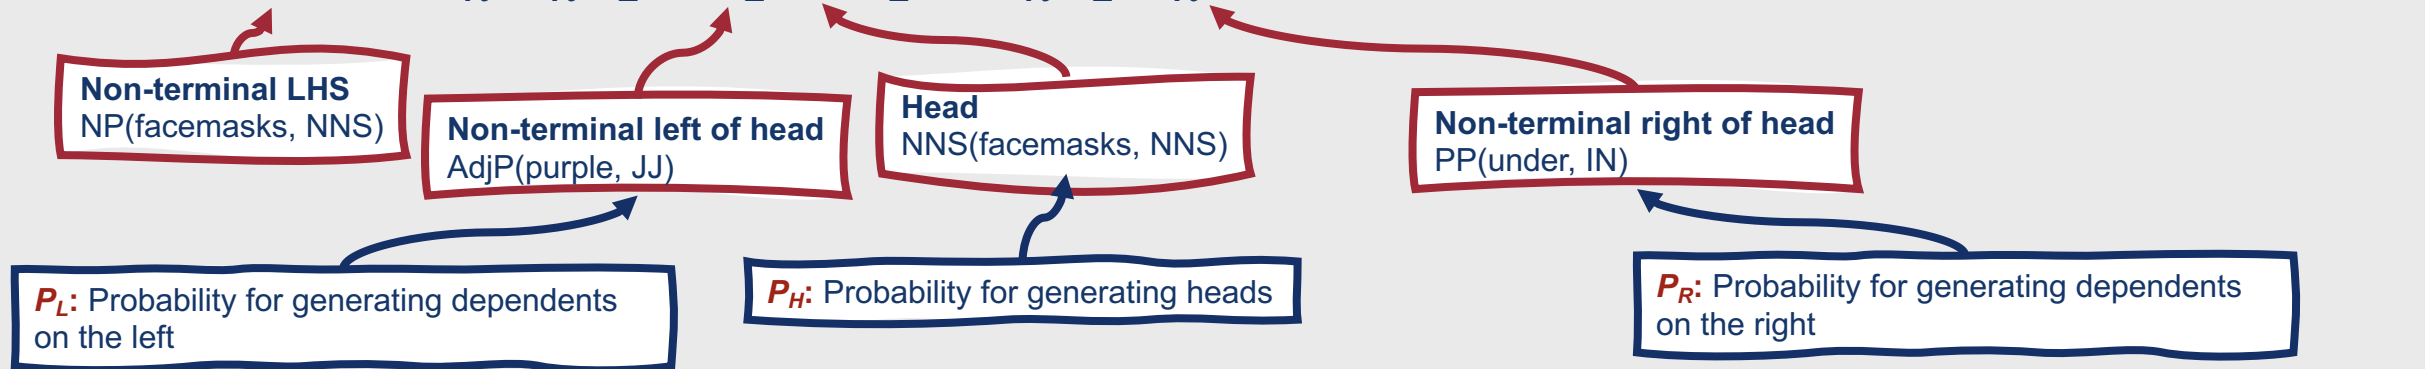 Non-terminal LHS
NP(facemasks, NNS)
Non-terminal left of head
AdjP(purple, JJ)
Head
NNS(facemasks, NNS)
Non-terminal right of head
PP(under, IN)
PL: Probability for generating dependents
on the left
PH: Probability for generating heads
PR: Probability for generating dependents
on the right